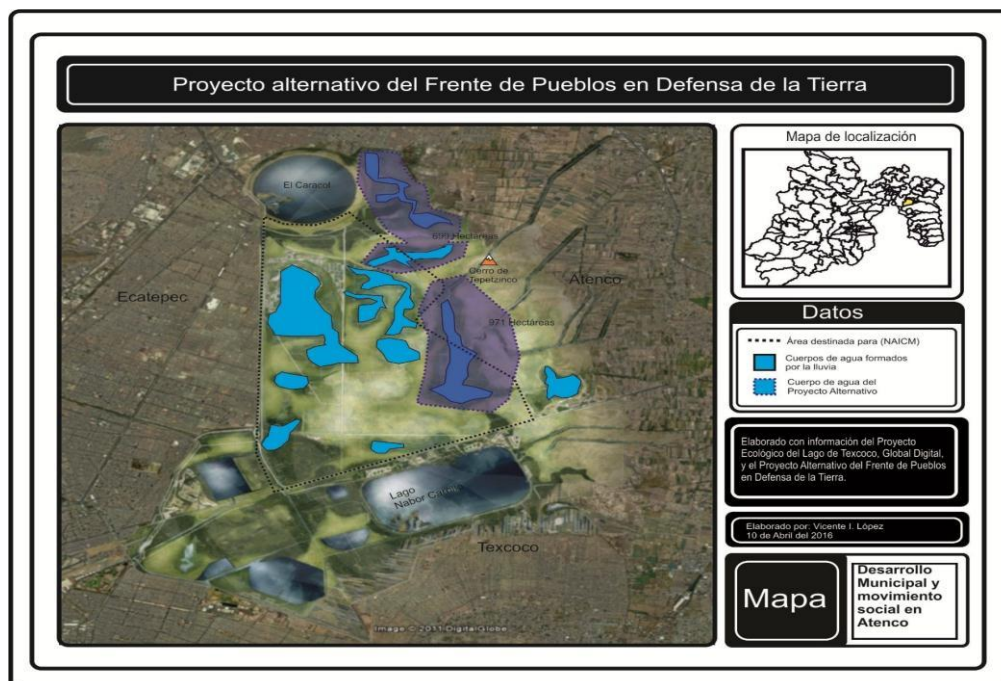 Proyecto alternativo del Frente de Pueblos en Defensa de la Tierra
El Caracol
699 Hectáreas
Cerro de
Tepetzinco
Atenco
Ecatepec
971 Hectáreas
Lago
Nabor Carrillo
Texcoco
Image © 2011 DigitalGlobe
Mapa de localización
Datos
Área destinada para (NAICM)
Cuerpos de agua formados
por la lluvia
Cuerpo de agua del
Proyecto Alternativo
Elaborado con información del Proyecto
Ecológico del Lago de Texcoco, Global Digital,
y el Proyecto Alternativo del Frente de Pueblos
en Defensa de la Tierra.
Elaborado por: Vicente I. López
10 de Abril del 2016
Mapa
Desarrollo
Municipal y
movimiento
social en
Atenco